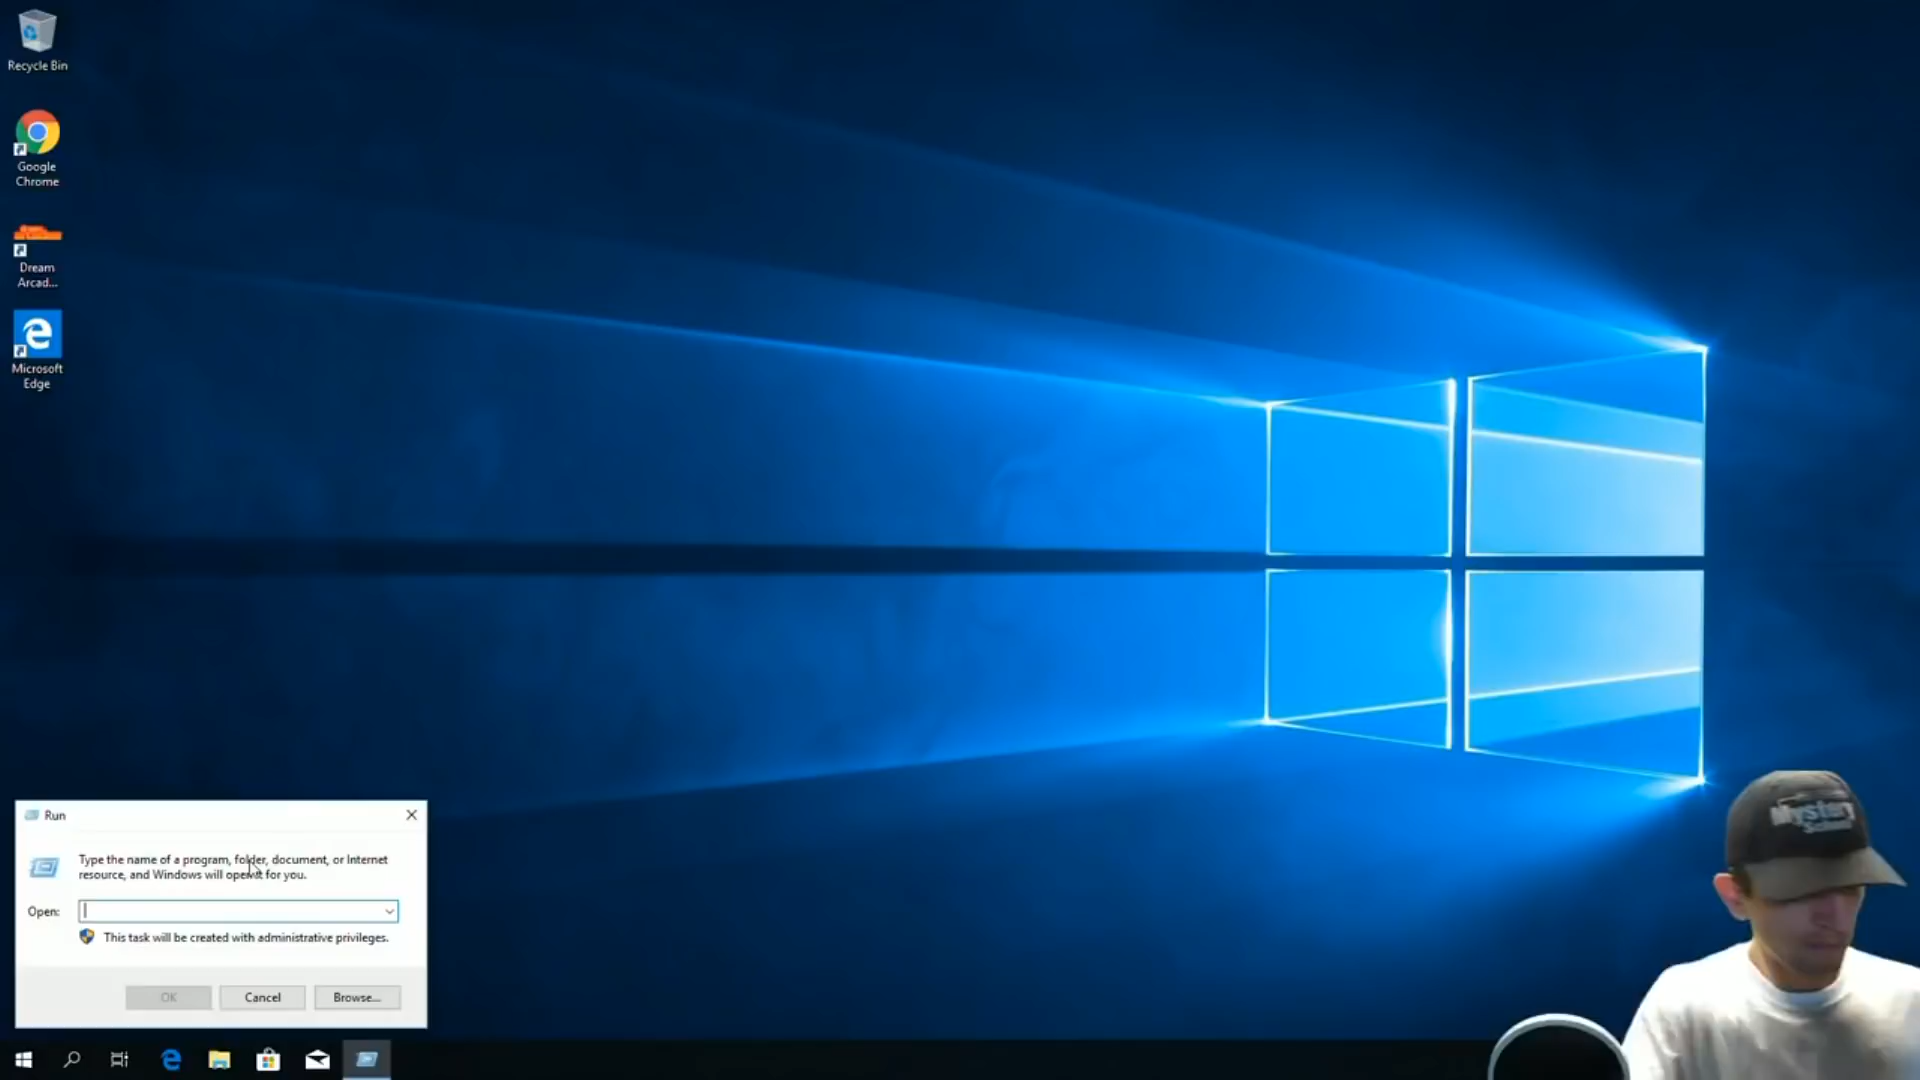 Recycle Bin
Google
Chrome
Dream
Arcad...
Microsoft
Edge
Run
Type the name of a program, folder, document, or Internet
resource, and Windows will open it for you.
Open:
This task will be created with administrative privileges.
OK
Cancel
Browse...
Mystery